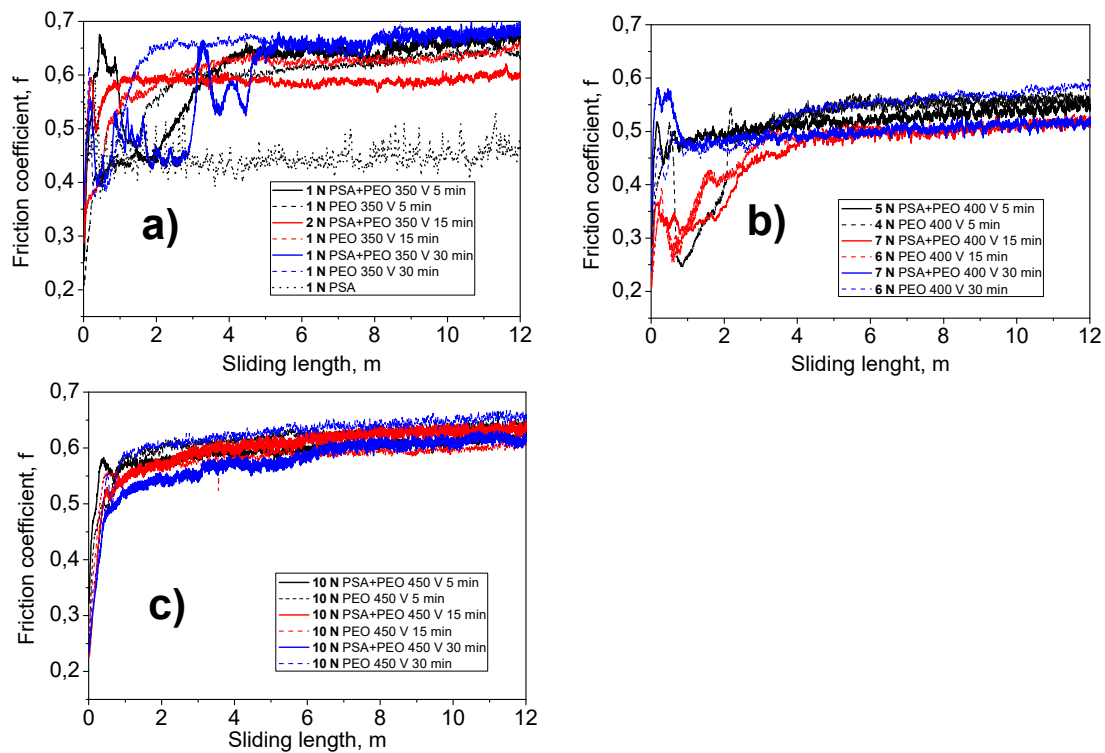 0,7
0,6
0,5
0,4
0,3
0,2
Friction coefficient, f
0 2 4 6 8 10 12
Sliding length, m
a)
1 N PSA+PEO 350 V 5 min
1 N PEO 350 V 5 min
2 N PSA+PEO 350 V 15 min
1 N PEO 350 V 15 min
1 N PSA+PEO 350 V 30 min
1 N PEO 350 V 30 min
1 N PSA
0,7
0,6
0,5
0,4
0,3
0,2
Friction coefficient, f
0 2 4 6 8 10 12
Sliding lenght, m
b)
5 N PSA+PEO 400 V 5 min
4 N PEO 400 V 5 min
7 N PSA+PEO 400 V 15 min
6 N PEO 400 V 15 min
7 N PSA+PEO 400 V 30 min
6 N PEO 400 V 30 min
0,7
0,6
0,5
0,4
0,3
0,2
Friction coefficient, f
0 2 4 6 8 10 12
Sliding length, m
c)
10 N PSA+PEO 450 V 5 min
10 N PEO 450 V 5 min
10 N PSA+PEO 450 V 15 min
10 N PEO 450 V 15 min
10 N PSA+PEO 450 V 30 min
10 N PEO 450 V 30 min